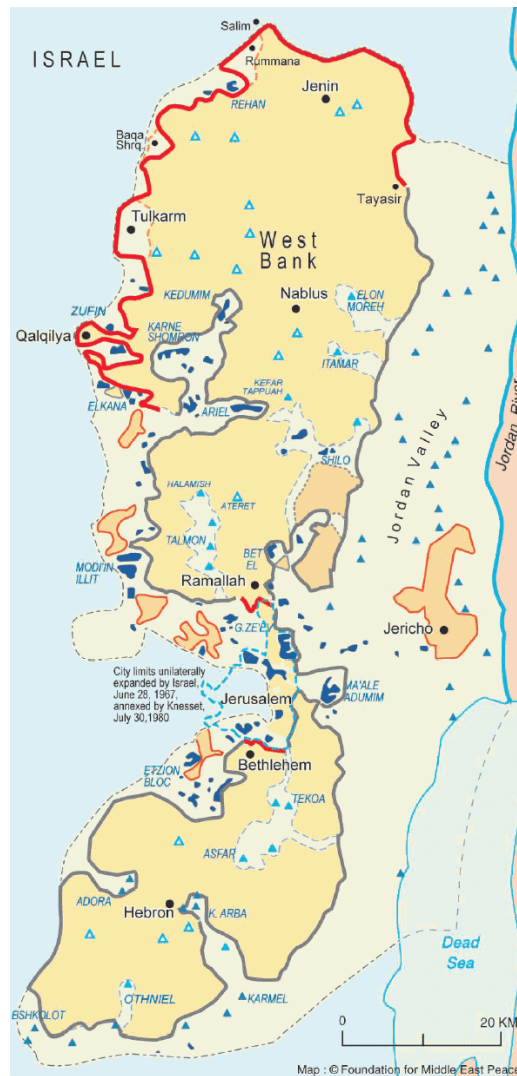 Salim
ISRAEL
Rummana
REHAN
Jenin
Baqa
Shrq.
Tayasir
Tulkarm
West
Bank
KEDUMIM
Nablus
ELON
MOREH
ZUFIN
Qalqilya
KARNE
SHOMRON
ITAMAR
KEFAR
TAPPUAH
ELKANA
ARIEL
SHILO
Jordan Valley
Jordan River
HALAMISH
ATERET
TALMON
MODI'IN
ILLIT
BET
EL
Ramallah
G.ZE'EV
Jericho
City limits unilaterally
expanded by Israel,
June 28, 1967,
annexed by Knesset,
July 30,1980
Jerusalem
MA'ALE
ADUMIM
Bethlehem
ETZION
BLOC
TEKOA
ASFAR
ADORA
Hebron
K. ARBA
Dead
Sea
OTHNIEL
KARMEL
ESHKOLOT
0 20 KM
Map : © Foundation for Middle East Peace